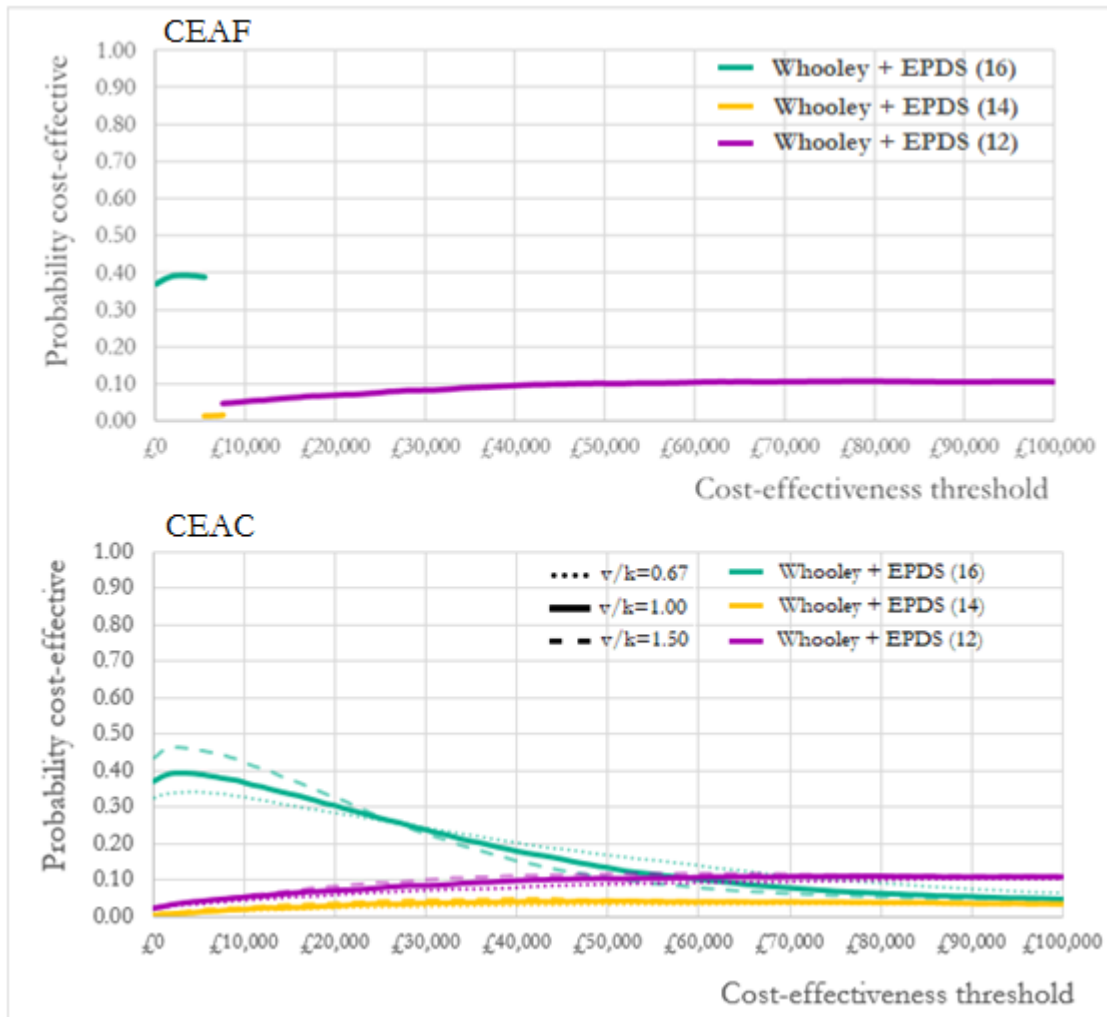 CEAF
1.00
0.90
0.80
0.70
0.60
0.50
0.40
0.30
0.20
0.10
0.00
Probability cost-effective
Whooley + EPDS (16)
Whooley + EPDS (14)
Whooley + EPDS (12)
£0 £10,000 £20,000 £30,000 £40,000 £50,000 £60,000 £70,000 £80,000 £90,000 £100,000
Cost-effectiveness threshold
CEAC
1.00
0.90
0.80
0.70
0.60
0.50
0.40
0.30
0.20
0.10
0.00
Probability cost-effective
v/k=0.67 Whooley + EPDS (16)
v/k=1.00 Whooley + EPDS (14)
v/k=1.50 Whooley + EPDS (12)
£0 £10,000 £20,000 £30,000 £40,000 £50,000 £60,000 £70,000 £80,000 £90,000 £100,000
Cost-effectiveness threshold